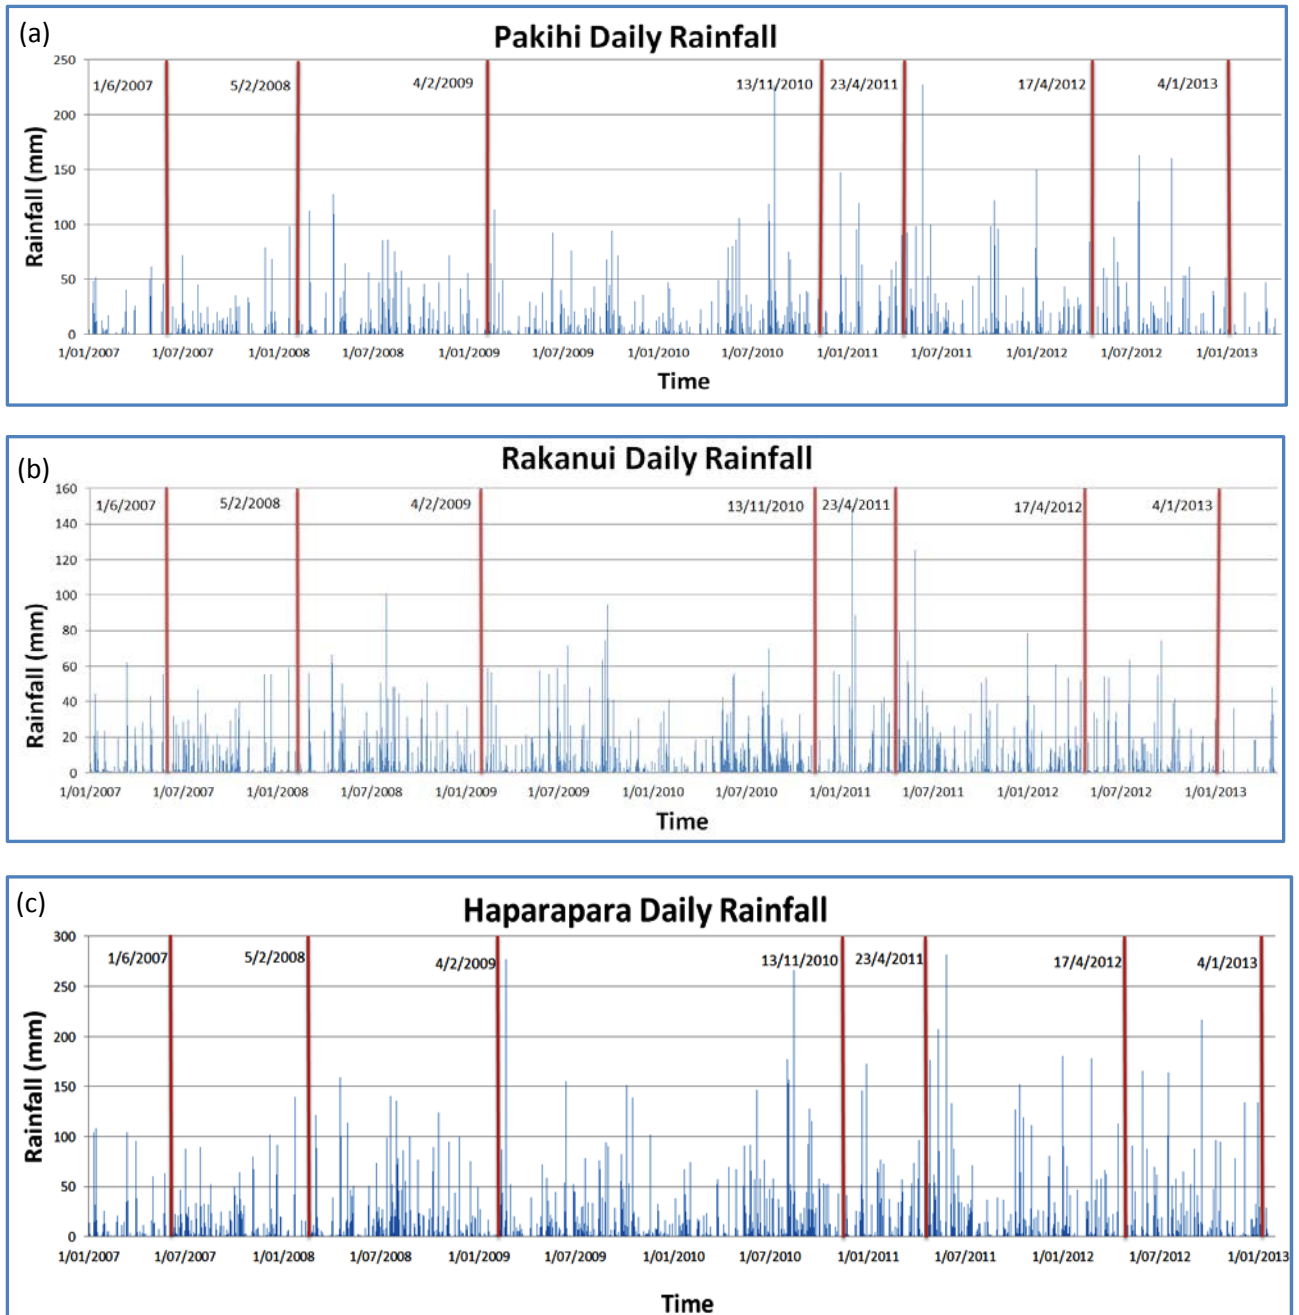 (a)
Pakihi Daily Rainfall
250
200
150
100
50
0
Rainfall (mm)
1/6/2007 5/2/2008 4/2/2009 13/11/2010 23/4/2011 17/4/2012 4/1/2013
1/01/2007 1/07/2007 1/01/2008 1/07/2008 1/01/2009 1/07/2009 1/01/2010 1/07/2010 1/01/2011 1/07/2011 1/01/2012 1/07/2012 1/01/2013
Time
(b)
Rakanui Daily Rainfall
160
140
120
100
80
60
40
20
0
Rainfall (mm)
1/6/2007 5/2/2008 4/2/2009 13/11/2010 23/4/2011 17/4/2012 4/1/2013
1/01/2007 1/07/2007 1/01/2008 1/07/2008 1/01/2009 1/07/2009 1/01/2010 1/07/2010 1/01/2011 1/07/2011 1/01/2012 1/07/2012 1/01/2013
Time
(c)
Haparapara Daily Rainfall
300
250
200
150
100
50
0
Rainfall (mm)
1/6/2007 5/2/2008 4/2/2009 13/11/2010 23/4/2011 17/4/2012 4/1/2013
1/01/2007 1/07/2007 1/01/2008 1/07/2008 1/01/2009 1/07/2009 1/01/2010 1/07/2010 1/01/2011 1/07/2011 1/01/2012 1/07/2012 1/01/2013
Time